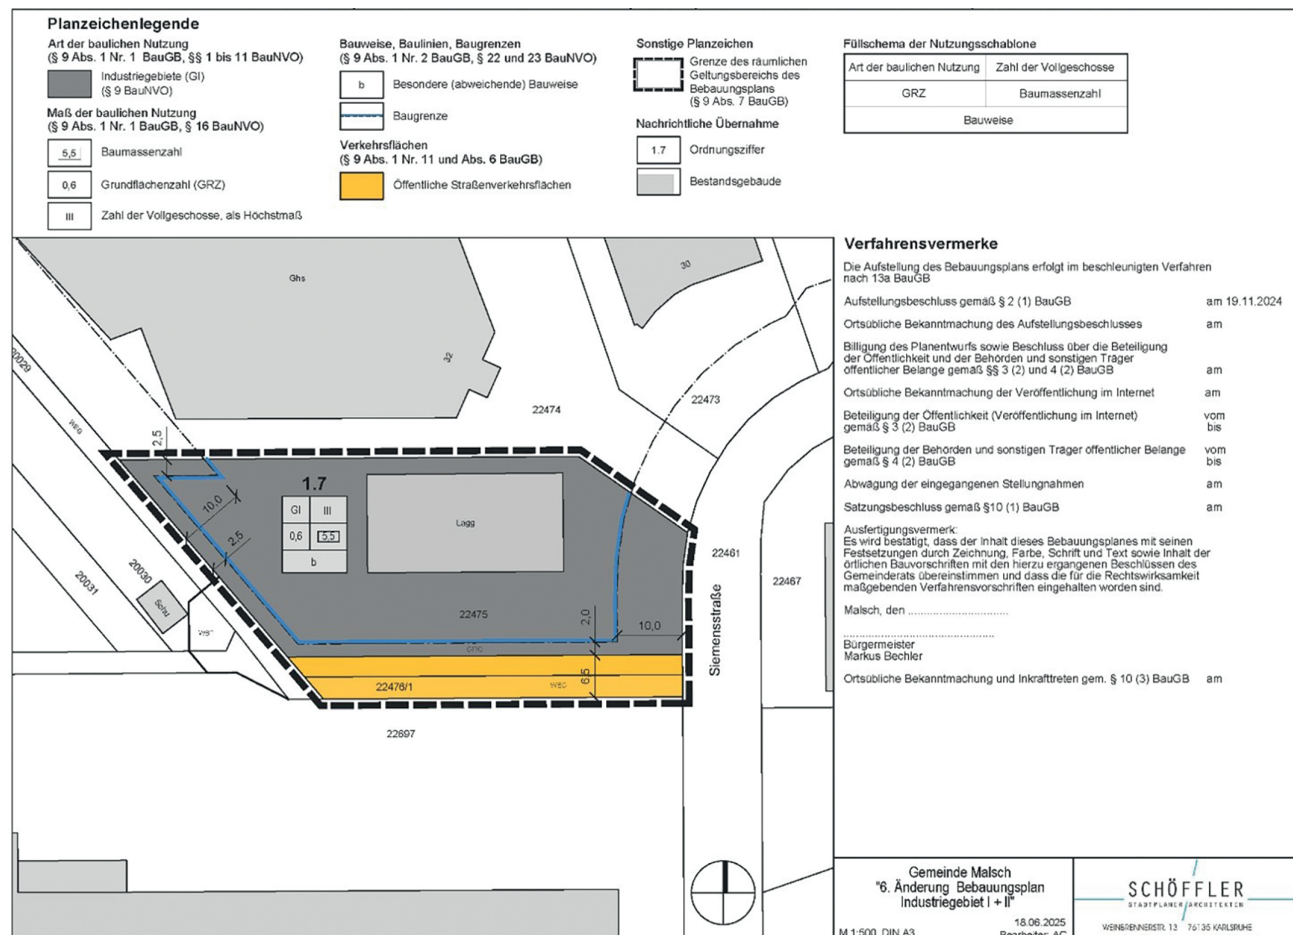 Planzeichenlegende
Art der baulichen Nutzung
(§ 9 Abs. 1 Nr. 1 BauGB, §§ 1 bis 11 BauNVO)
Industriegebiete (GI)
(§ 9 BauNVO)
Maß der baulichen Nutzung
(§ 9 Abs. 1 Nr. 1 BauGB, § 16 BauNVO)
5,5
Baumassenzahl
0,6
Grundflächenzahl (GRZ)
III
Zahl der Vollgeschosse, als Höchstmaß
Bauweise, Baulinien, Baugrenzen
(§ 9 Abs. 1 Nr. 2 BauGB, § 22 und 23 BauNVO)
b
Besondere (abweichende) Bauweise
Baugrenze
Verkehrsflächen
(§ 9 Abs. 1 Nr. 11 und Abs. 6 BauGB)
Öffentliche Straßenverkehrsflächen
Sonstige Planzeichen
Grenze des räumlichen
Geltungsbereichs des
Bebauungsplans
(§ 9 Abs. 7 BauGB)
Nachrichtliche Übernahme
1.7
Ordnungsziffer
Bestandsgebäude
Füllschema der Nutzungsschablone
Art der baulichen Nutzung
Zahl der Vollgeschosse
GRZ
Baumassenzahl
Bauweise
Ghs
30
32
20029
WEG
22474
22473
2,5
1.7
GI
III
0,6
5,5
b
Lagg
10,0
2,5
22461
22467
20030
20031
Schu
22475
2,0
10,0
Siemensstraße
22476/1
WEG
6,5
22697
Verfahrensvermerke
Die Aufstellung des Bebauungsplans erfolgt im beschleunigten Verfahren
nach 13a BauGB
Aufstellungsbeschluss gemäß § 2 (1) BauGB am 19.11.2024
Ortsübliche Bekanntmachung des Aufstellungsbeschlusses am
Billigung des Planentwurfs sowie Beschluss über die Beteiligung
der Öffentlichkeit und der Behörden und sonstigen Träger
öffentlicher Belange gemäß §§ 3 (2) und 4 (2) BauGB am
Ortsübliche Bekanntmachung der Veröffentlichung im Internet am
Beteiligung der Öffentlichkeit (Veröffentlichung im Internet) vom
gemäß § 3 (2) BauGB bis
Beteiligung der Behörden und sonstigen Träger öffentlicher Belange vom
gemäß § 4 (2) BauGB bis
Abwägung der eingegangenen Stellungnahmen am
Satzungsbeschluss gemäß §10 (1) BauGB am
Ausfertigungsvermerk:
Es wird bestätigt, dass der Inhalt dieses Bebauungsplanes mit seinen
Festsetzungen durch Zeichnung, Farbe, Schrift und Text sowie Inhalt der
örtlichen Bauvorschriften mit den hierzu ergangenen Beschlüssen des
Gemeinderats übereinstimmen und dass die für die Rechtswirksamkeit
maßgebenden Verfahrensvorschriften eingehalten worden sind.
Malsch, den ................................
................................................
Bürgermeister
Markus Bechler
Ortsübliche Bekanntmachung und Inkrafttreten gem. § 10 (3) BauGB am
Gemeinde Malsch
"6. Änderung Bebauungsplan
Industriegebiet I + II"
18.06.2025
M 1:500, DIN A3
Bearbeiter: AG
SCHÖFFLER
STADTPLANER/ARCHITEKTEN
WEINBRENNERSTR. 13 76135 KARLSRUHE